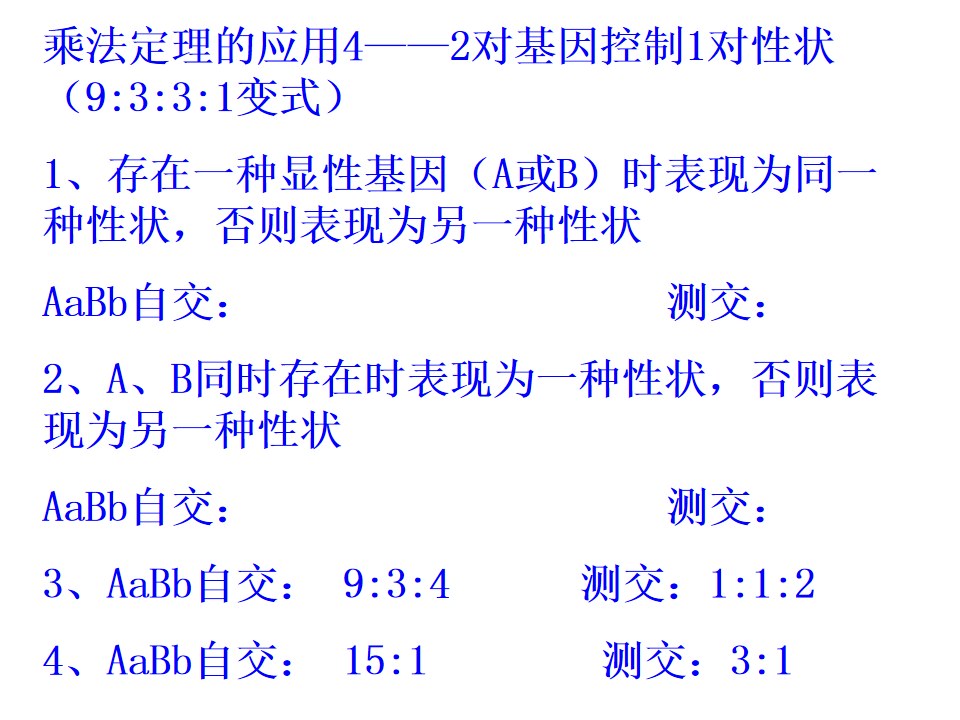 乘法定理的应用4——2对基因控制1对性状
（9:3:3:1变式）
1、存在一种显性基因（A或B）时表现为同一
种性状，否则表现为另一种性状
AaBb自交： 测交：
2、A、B同时存在时表现为一种性状，否则表
现为另一种性状
AaBb自交： 测交：
3、AaBb自交： 9:3:4 测交：1:1:2
4、AaBb自交： 15:1 测交：3:1